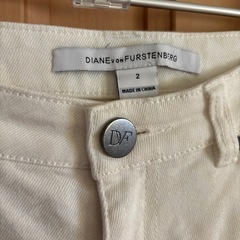 DIANE VON FURSTENBERG
2
MADE IN CHINA
DVF